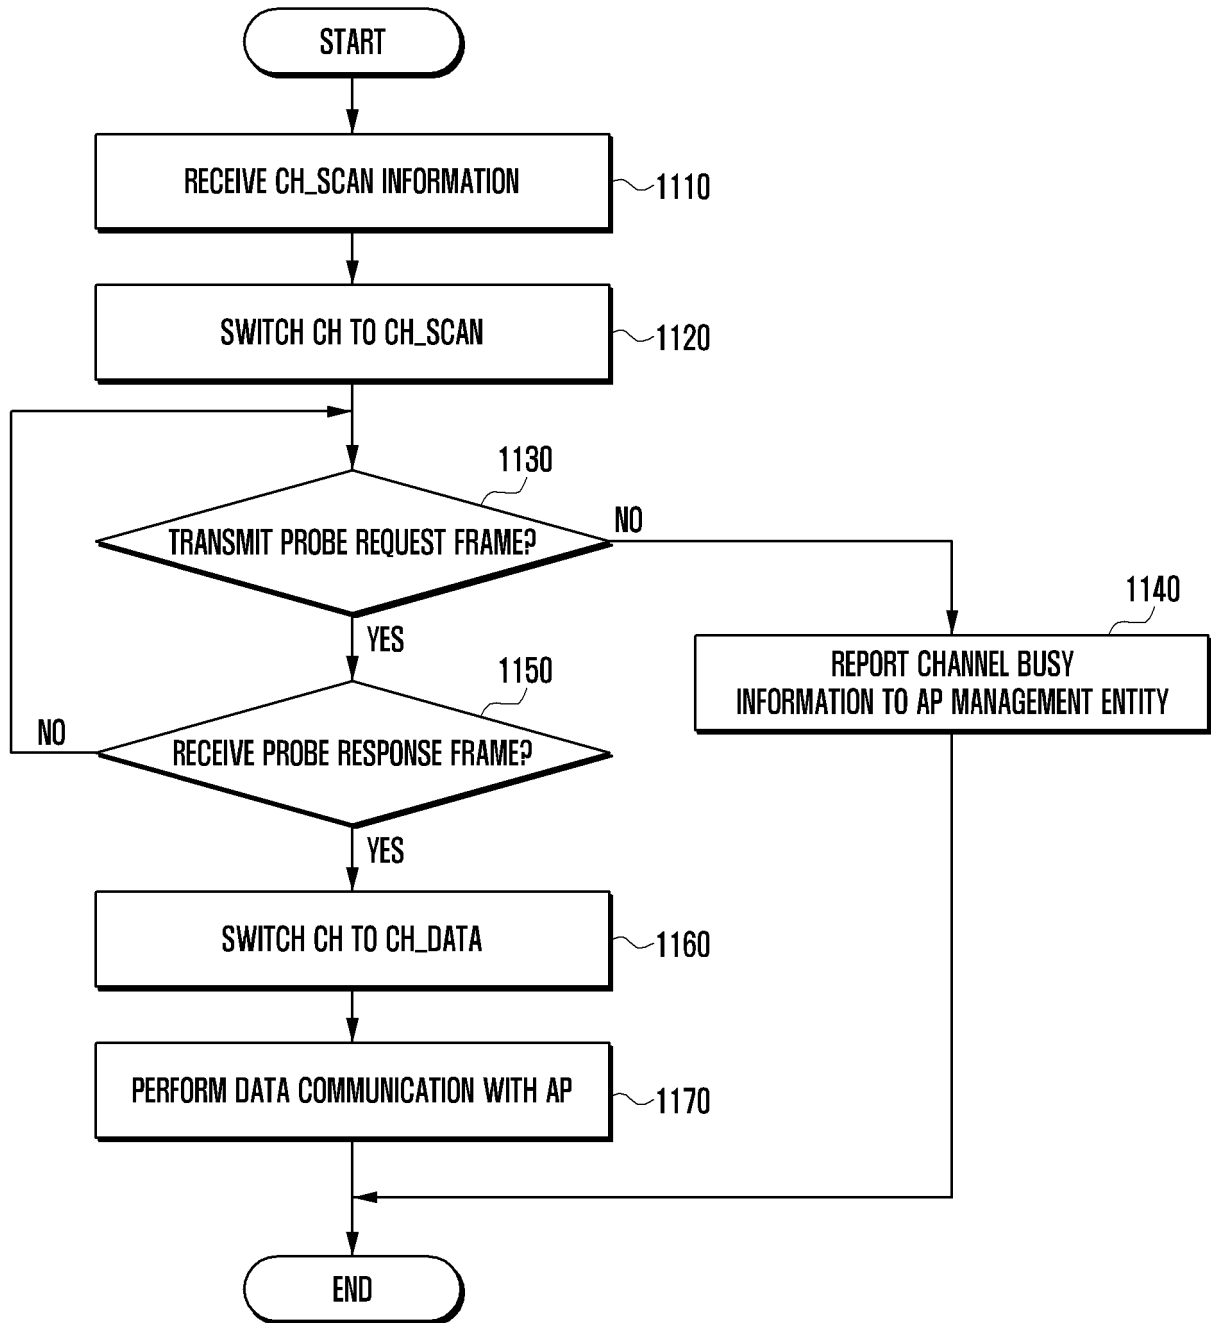 START
RECEIVE CH_SCAN INFORMATION
1110
SWITCH CH TO CH_SCAN
1120
1130
TRANSMIT PROBE REQUEST FRAME?
NO
YES
1140
REPORT CHANNEL BUSY
INFORMATION TO AP MANAGEMENT ENTITY
1150
RECEIVE PROBE RESPONSE FRAME?
NO
YES
SWITCH CH TO CH_DATA
1160
PERFORM DATA COMMUNICATION WITH AP
1170
END